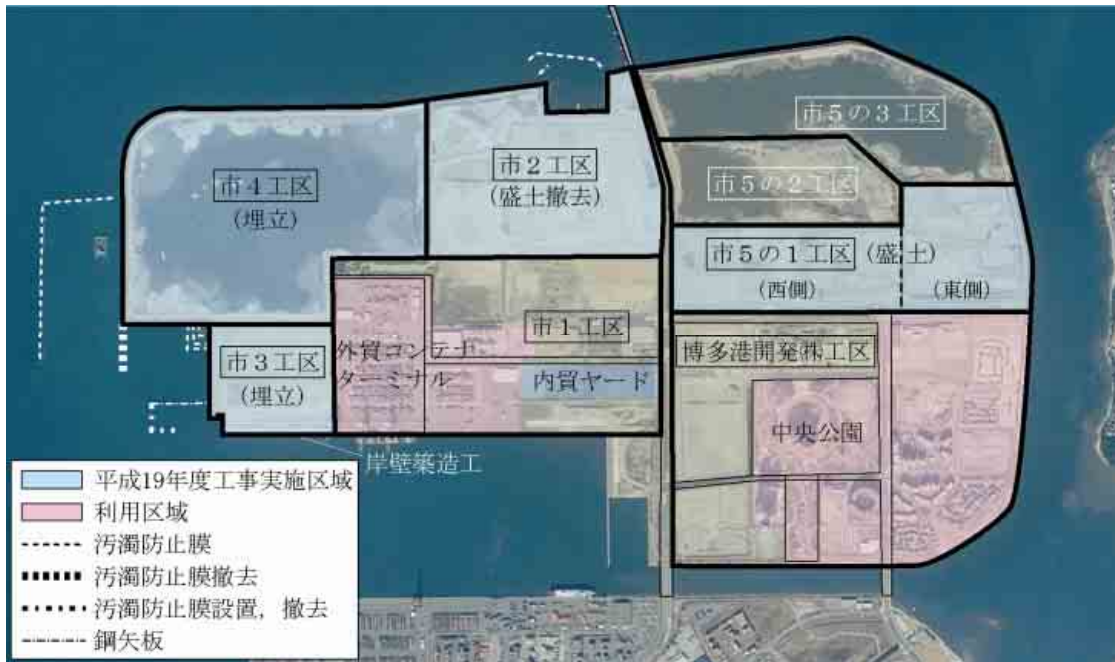 市5の3工区
市2工区
(盛土撤去)
市4工区
(埋立)
市5の2工区
市5の1工区 (盛土)
(西側)
(東側)
市1工区
市3工区
(埋立)
外貿コンテナ
ターミナル
内貿ヤード
博多港開発㈱工区
中央公園
岸壁築造工
平成19年度工事実施区域
利用区域
汚濁防止膜
汚濁防止膜撤去
汚濁防止膜設置，撤去
鋼矢板